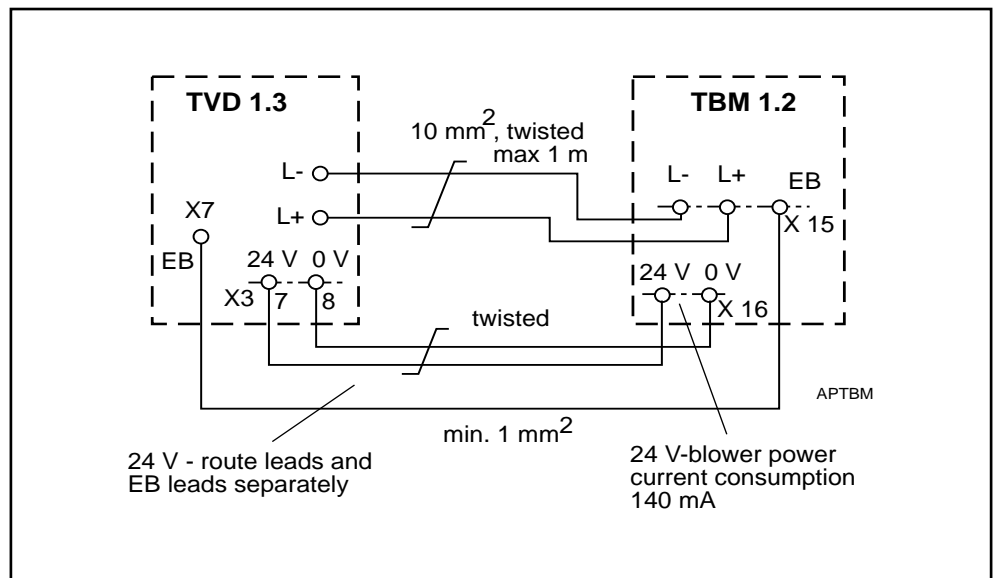 TVD 1.3
TBM 1.2
10 mm², twisted
max 1 m
L-
L+
X7
EB
24 V 0 V
X3 7 8
L- L+ EB
X 15
24 V 0 V
X 16
twisted
APTBM
min. 1 mm²
24 V - route leads and
EB leads separately
24 V-blower power
current consumption
140 mA